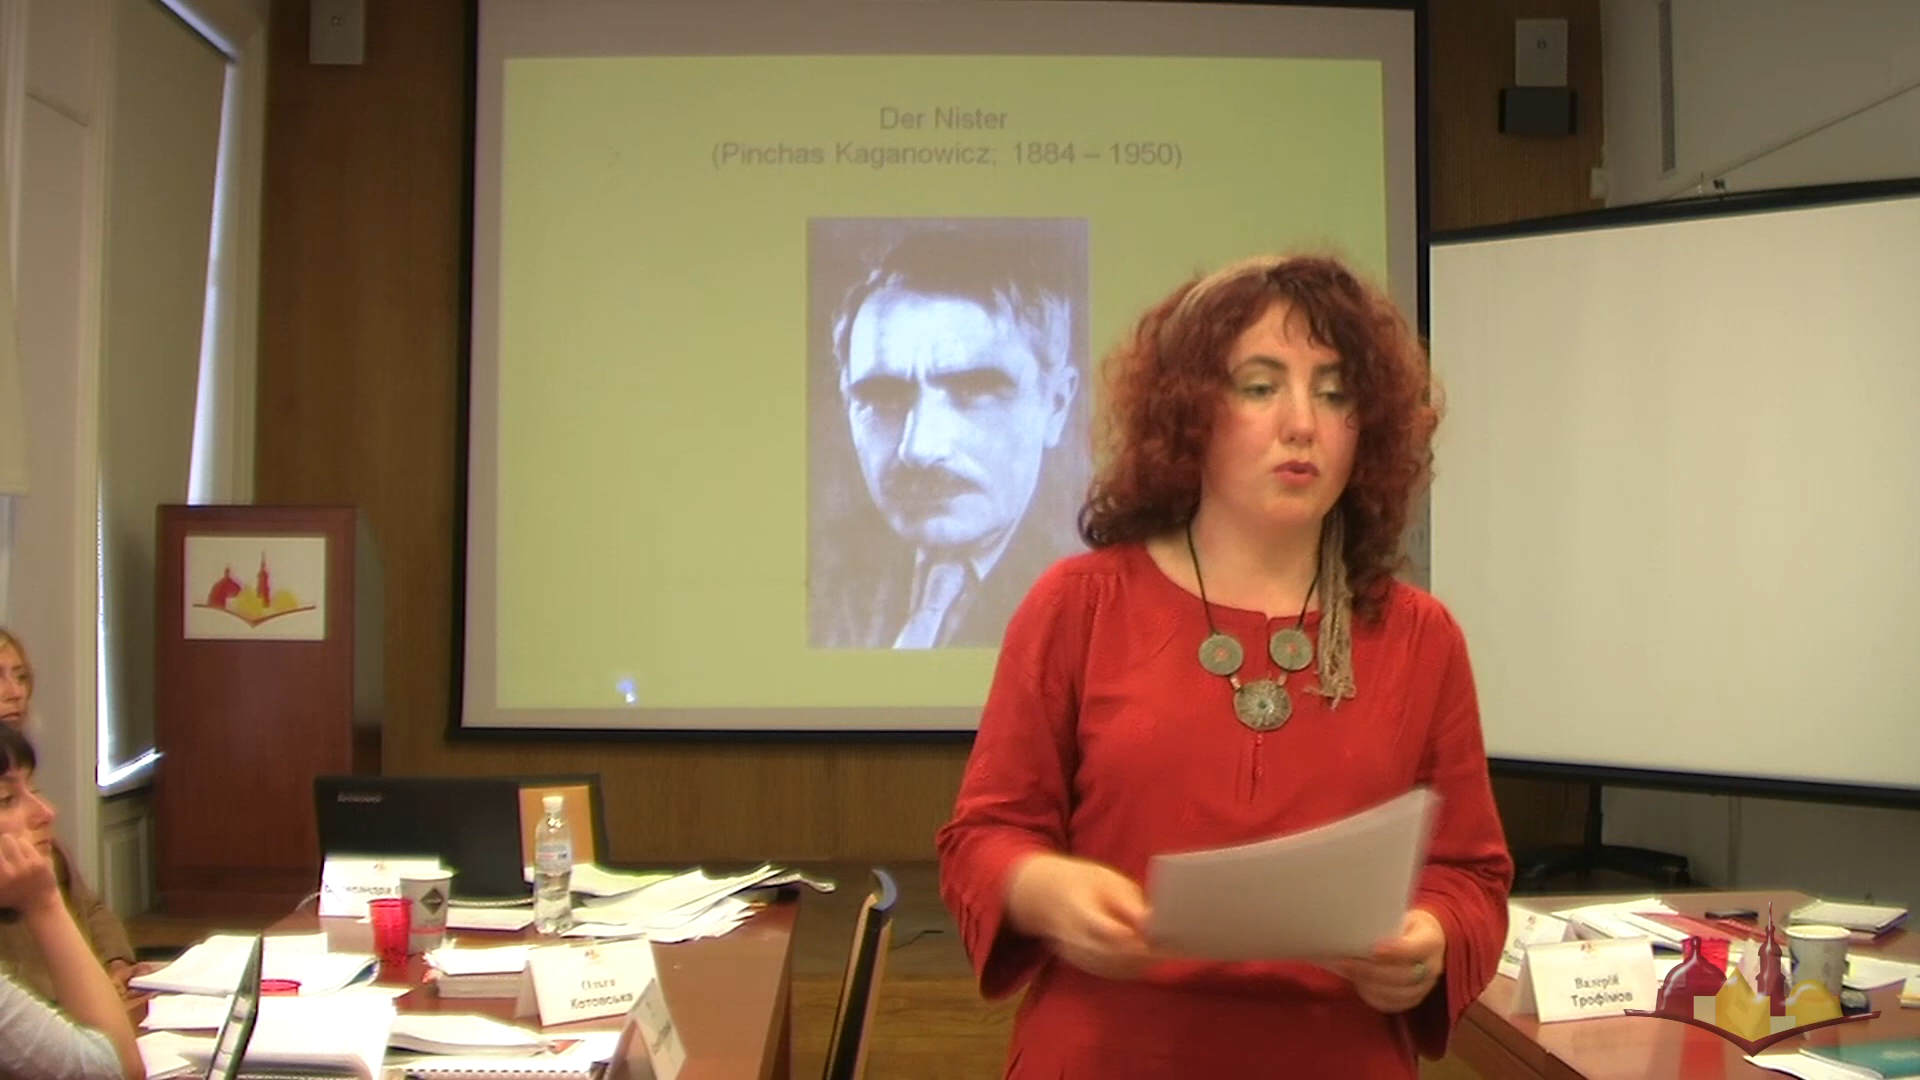 Der Nister
(Pinchas Kaganowicz; 1884 – 1950)
Lenovo
Ольга
Котовська
Валерій
Трофімов